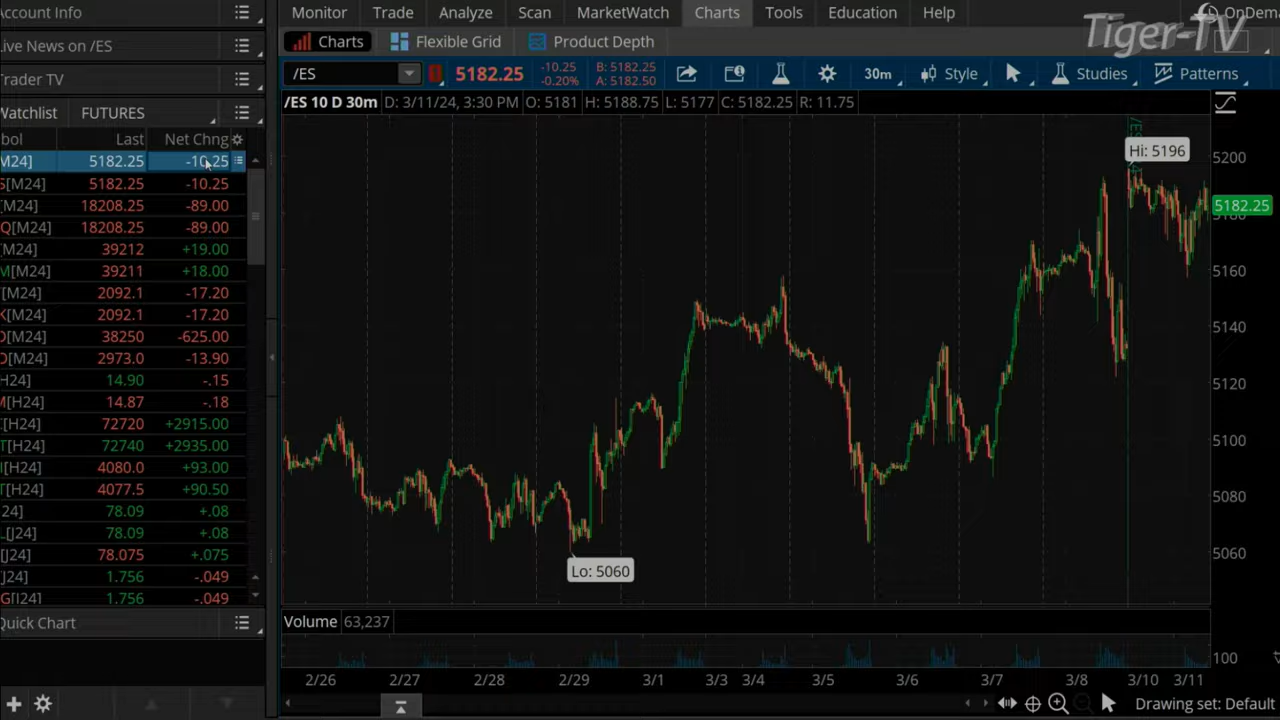 Account Info
Monitor Trade Analyze Scan MarketWatch Charts Tools Education Help
Tiger-TV
Live News on /ES
Charts Flexible Grid Product Depth
Trader TV
/ES 5182.25 -10.25 -0.20% B: 5182.25 A: 5182.50 30m Style Studies Patterns
Watchlist FUTURES
/ES 10 D 30m D: 3/11/24, 3:30 PM O: 5181 H: 5188.75 L: 5177 C: 5182.25 R: 11.75
bol Last Net Chng
M24] 5182.25 -10.25
S[M24] 5182.25 -10.25
[M24] 18208.25 -89.00
Q[M24] 18208.25 -89.00
[M24] 39212 +19.00
M[M24] 39211 +18.00
[M24] 2092.1 -17.20
K[M24] 2092.1 -17.20
D[M24] 38250 -625.00
D[M24] 2973.0 -13.90
H24] 14.90 -.15
M[H24] 14.87 -.18
[H24] 72720 +2915.00
T[H24] 72740 +2935.00
[H24] 4080.0 +93.00
T[H24] 4077.5 +90.50
24] 78.09 +.08
L[J24] 78.09 +.08
[J24] 78.075 +.075
[J24] 1.756 -.049
G[J24] 1.756 -.049
Quick Chart
Hi: 5196
Lo: 5060
5200
5182.25
5180
5160
5140
5120
5100
5080
5060
Volume 63,237
100
2/26 2/27 2/28 2/29 3/1 3/3 3/4 3/5 3/6 3/7 3/8 3/10 3/11
Drawing set: Default